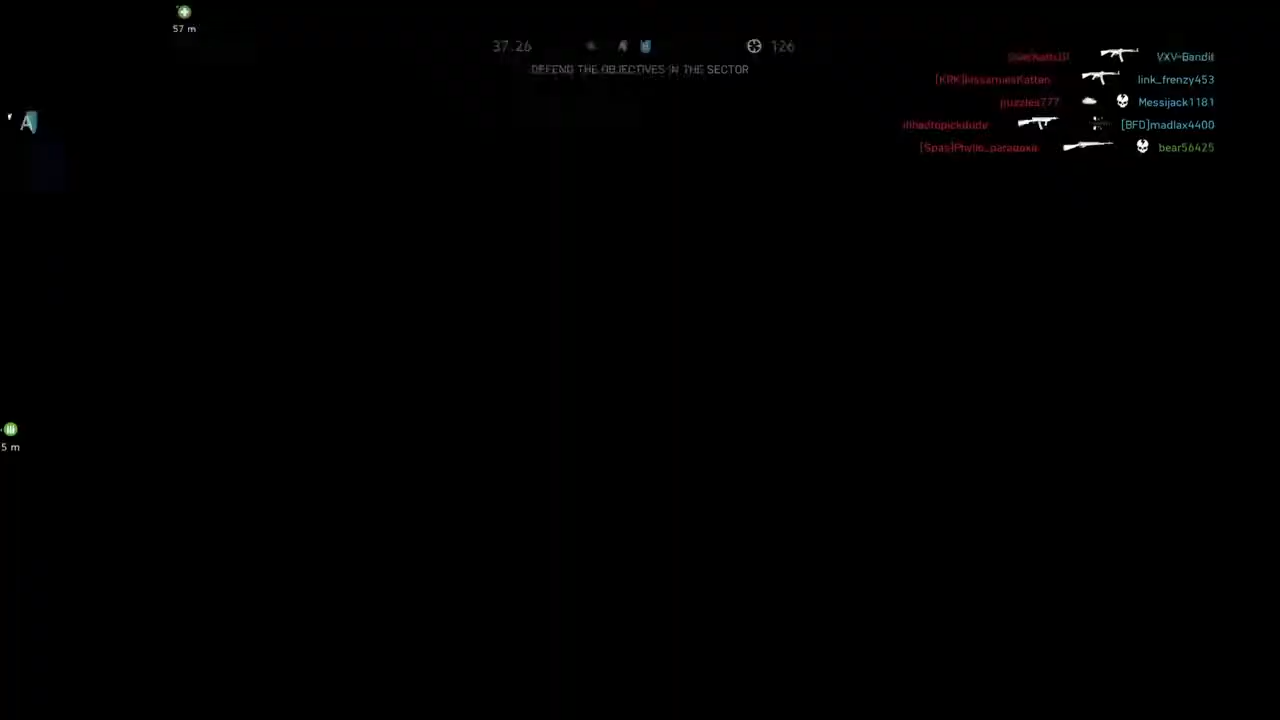 57 m
37.26
126
DEFEND THE OBJECTIVES IN THE SECTOR
VXV-Bandit
link_frenzy453
puzzles777 Messijack1181
[BFD]madlax4400
bear56425
A
5 m